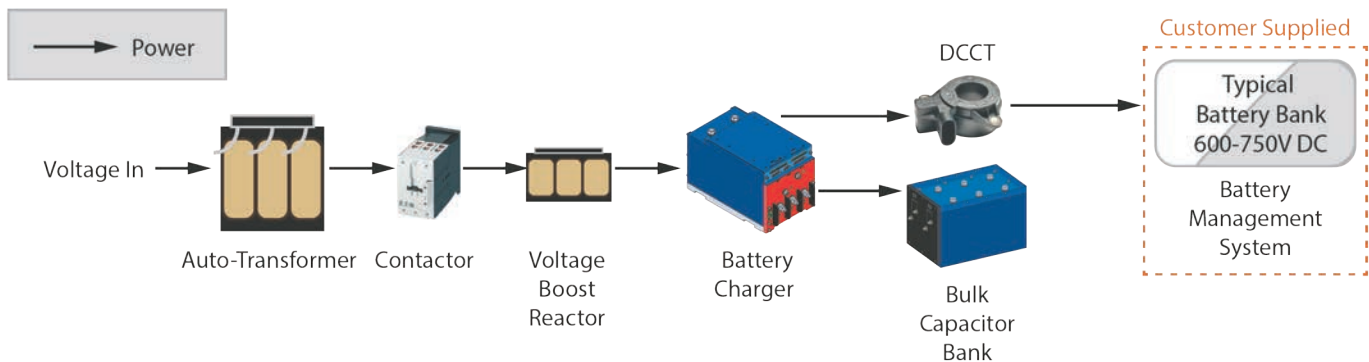 Power
Customer Supplied
DCCT
Typical
Battery Bank
600-750V DC
Voltage In
Auto-Transformer
Contactor
Voltage
Boost
Reactor
Battery
Charger
Bulk
Capacitor
Bank
Battery
Management
System